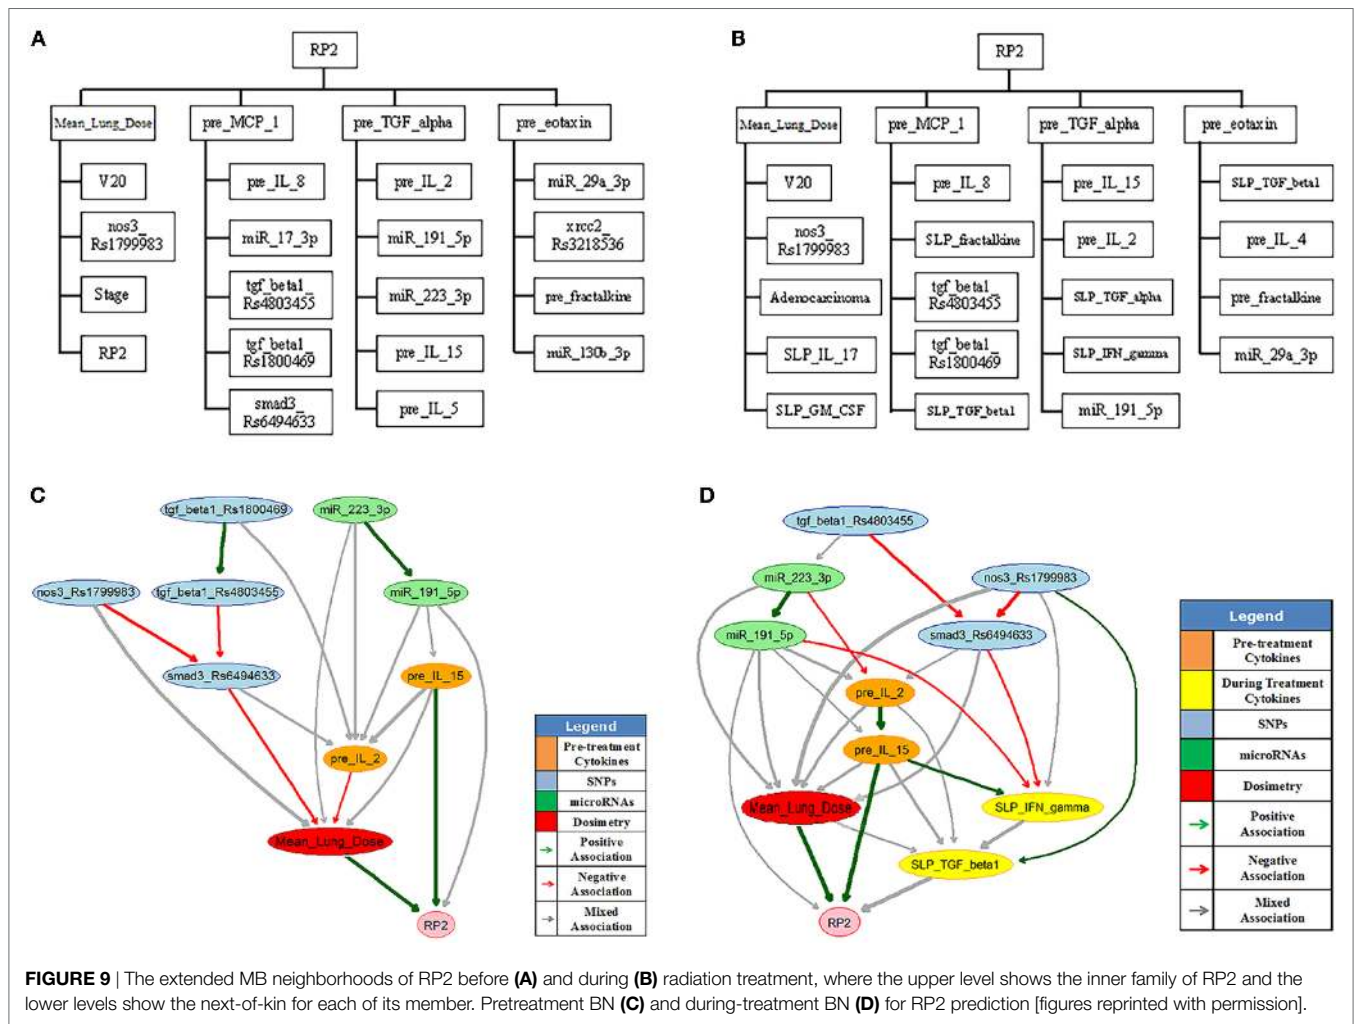 A
RP2
Mean_Lung_Dose
pre_MCP_1
pre_TGF_alpha
pre_eotaxin
V20
pre_IL_8
pre_IL_2
miR_29a_3p
nos3_
Rs1799983
miR_17_3p
miR_191_5p
xrcc2_
Rs3218536
Stage
tgf_beta1_
Rs4803455
miR_223_3p
pre_fractalkine
RP2
tgf_beta1_
Rs1800469
pre_IL_15
miR_130b_3p
smad3_
Rs6494633
pre_IL_5
B
RP2
Mean_Lung_Dose
pre_MCP_1
pre_TGF_alpha
pre_eotaxin
V20
pre_IL_8
pre_IL_15
SLP_TGF_beta1
nos3_
Rs1799983
SLP_fractalkine
pre_IL_2
pre_IL_4
Adenocarcinoma
tgf_beta1_
Rs4803455
SLP_TGF_alpha
pre_fractalkine
SLP_IL_17
tgf_beta1_
Rs1800469
SLP_IFN_gamma
miR_29a_3p
SLP_GM_CSF
SLP_TGF_beta1
miR_191_5p
C
tgf_beta1_Rs1800469
miR_223_3p
nos3_Rs1799983
tgf_beta1_Rs4803455
miR_191_5p
smad3_Rs6494633
pre_IL_15
pre_IL_2
Mean_Lung_Dose
RP2
Legend
Pre-treatment
Cytokines
SNPs
microRNAs
Dosimetry
Positive
Association
Negative
Association
Mixed
Association
D
tgf_beta1_Rs4803455
miR_223_3p
nos3_Rs1799983
miR_191_5p
smad3_Rs6494633
pre_IL_2
pre_IL_15
Mean_Lung_Dose
SLP_IFN_gamma
SLP_TGF_beta1
RP2
Legend
Pre-treatment
Cytokines
During Treatment
Cytokines
SNPs
microRNAs
Dosimetry
Positive
Association
Negative
Association
Mixed
Association
FIGURE 9 | The extended MB neighborhoods of RP2 before (A) and during (B) radiation treatment, where the upper level shows the inner family of RP2 and the
lower levels show the next-of-kin for each of its member. Pretreatment BN (C) and during-treatment BN (D) for RP2 prediction [figures reprinted with permission].